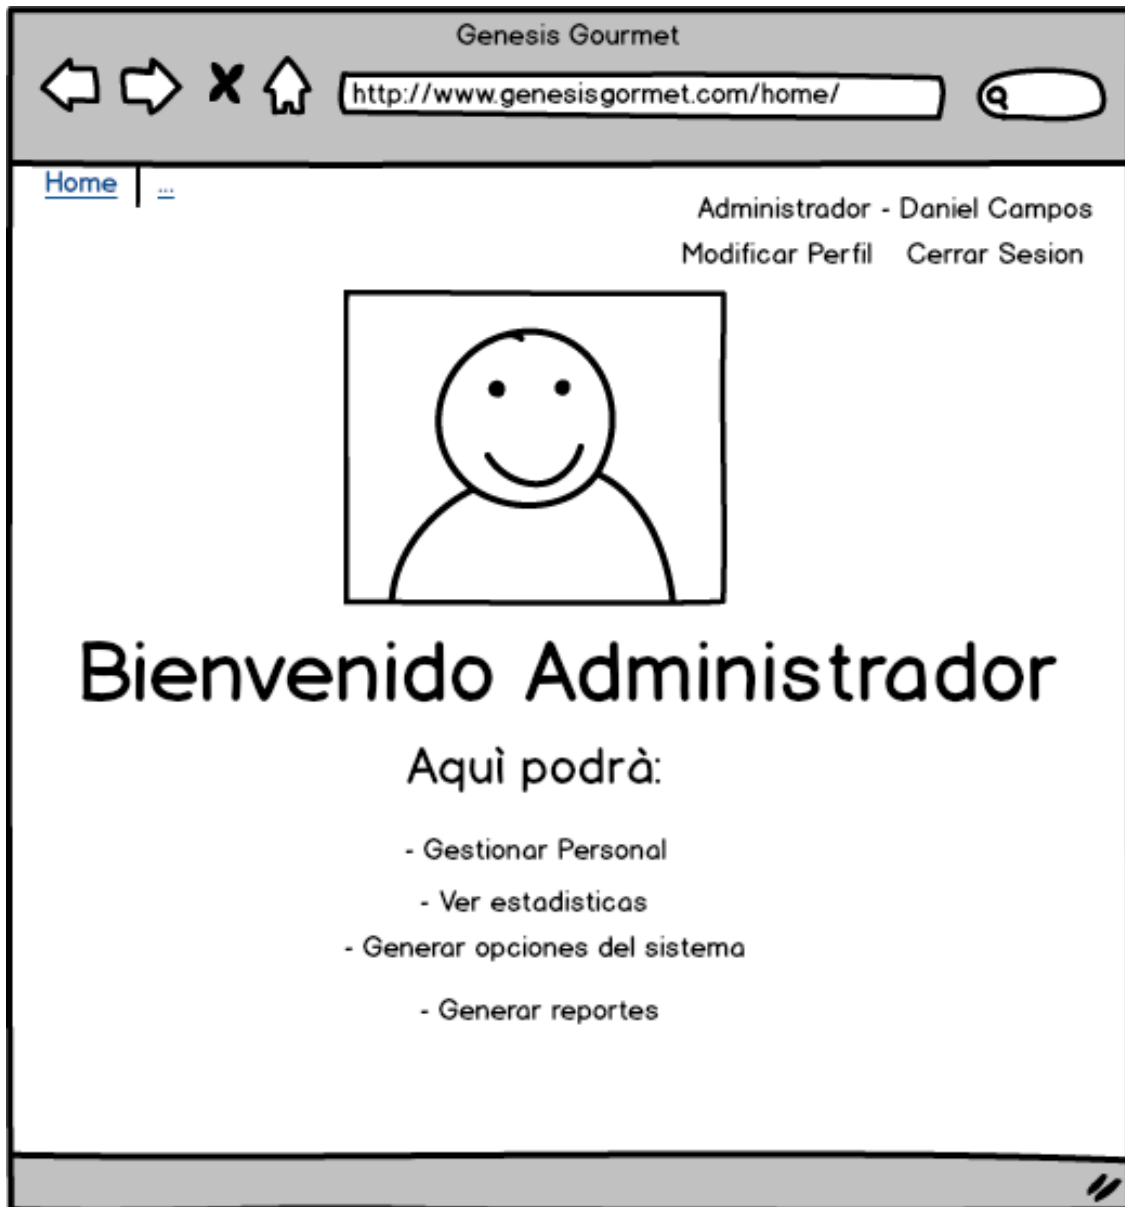 Genesis Gourmet
http://www.genesisgormet.com/home/
Home ...
Administrador - Daniel Campos
Modificar Perfil Cerrar Sesion
Bienvenido Administrador
Aquì podrà:
- Gestionar Personal
- Ver estadisticas
- Generar opciones del sistema
- Generar reportes